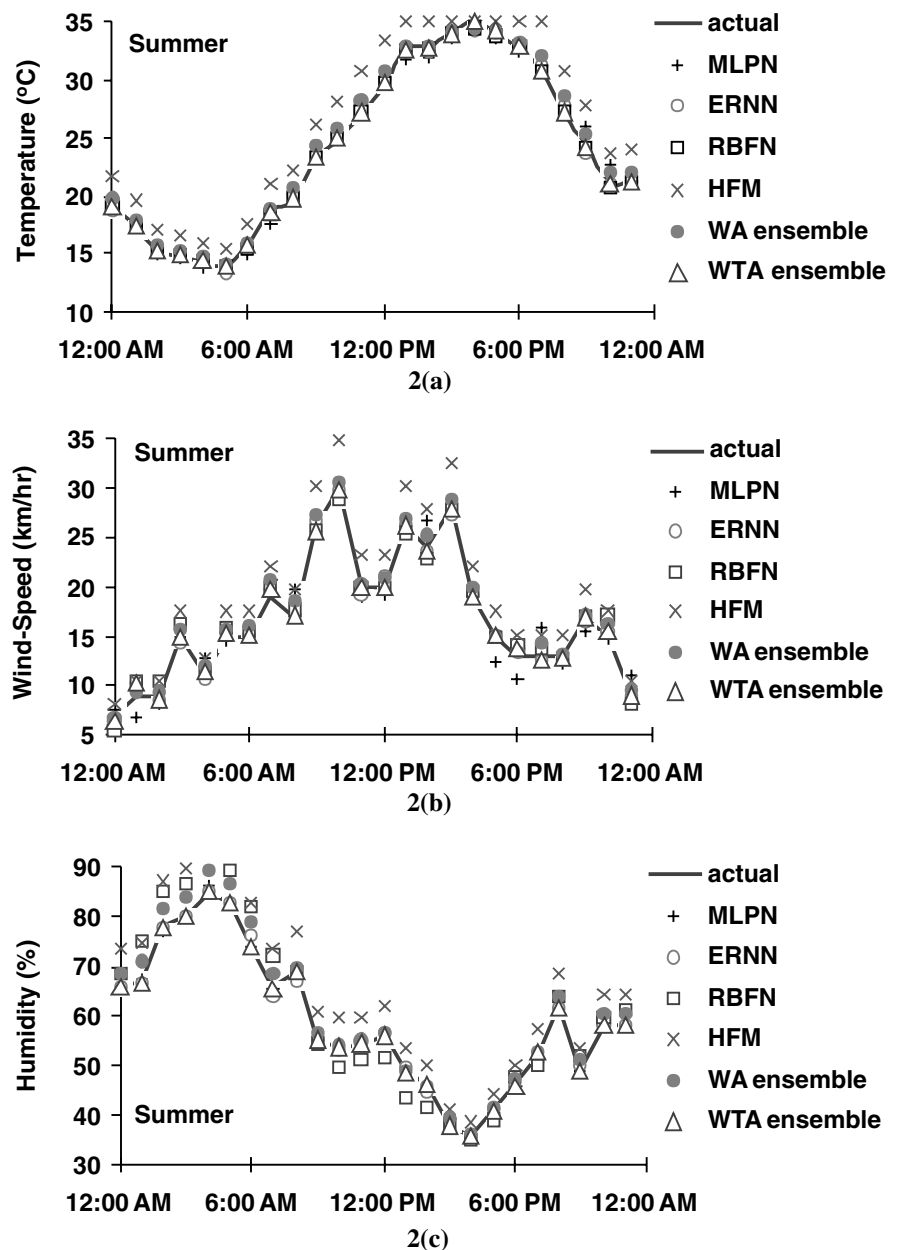 Summer
Temperature (°C)
35
30
25
20
15
10
12:00 AM 6:00 AM 12:00 PM 6:00 PM 12:00 AM
actual
MLPN
ERNN
RBFN
HFM
WA ensemble
WTA ensemble
2(a)
Summer
Wind-Speed (km/hr)
35
30
25
20
15
10
5
12:00 AM 6:00 AM 12:00 PM 6:00 PM 12:00 AM
actual
MLPN
ERNN
RBFN
HFM
WA ensemble
WTA ensemble
2(b)
Humidity (%)
90
80
70
60
50
40
30
Summer
12:00 AM 6:00 AM 12:00 PM 6:00 PM 12:00 AM
actual
MLPN
ERNN
RBFN
HFM
WA ensemble
WTA ensemble
2(c)